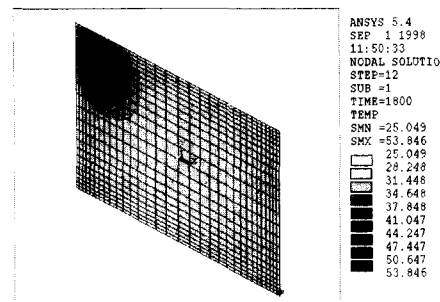 ANSYS 5.4
SEP 1 1998
11:50:33
NODAL SOLUTIO
STEP=12
SUB =1
TIME=1800
TEMP
SMN =25.049
SMX =53.846
25.049
28.248
31.448
34.648
37.848
41.047
44.247
47.447
50.647
53.846